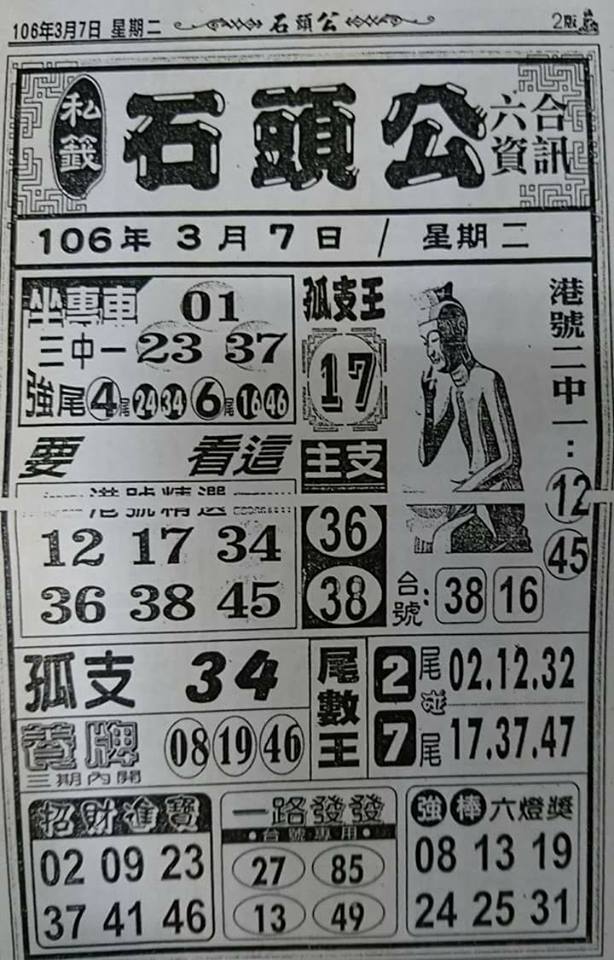 106年3月7日 星期二
石頭公
2版
私籤
石頭公
六合資訊
106年 3月7日 / 星期二
坐專車
01
三中一 23 37
強尾 4尾 24 34 6尾 16 46
孤支王
17
港號二中一：
12
45
要 看這
港號精選
12 17 34
36 38 45
主支
36
38
台號：38 16
孤支 34
養牌
三期內開
08 19 46
尾數王
2尾 02.12.32
碰
7尾 17.37.47
招財進寶
02 09 23
37 41 46
一路發發
•台號專用•
27 85
13 49
強棒六燈獎
08 13 19
24 25 31